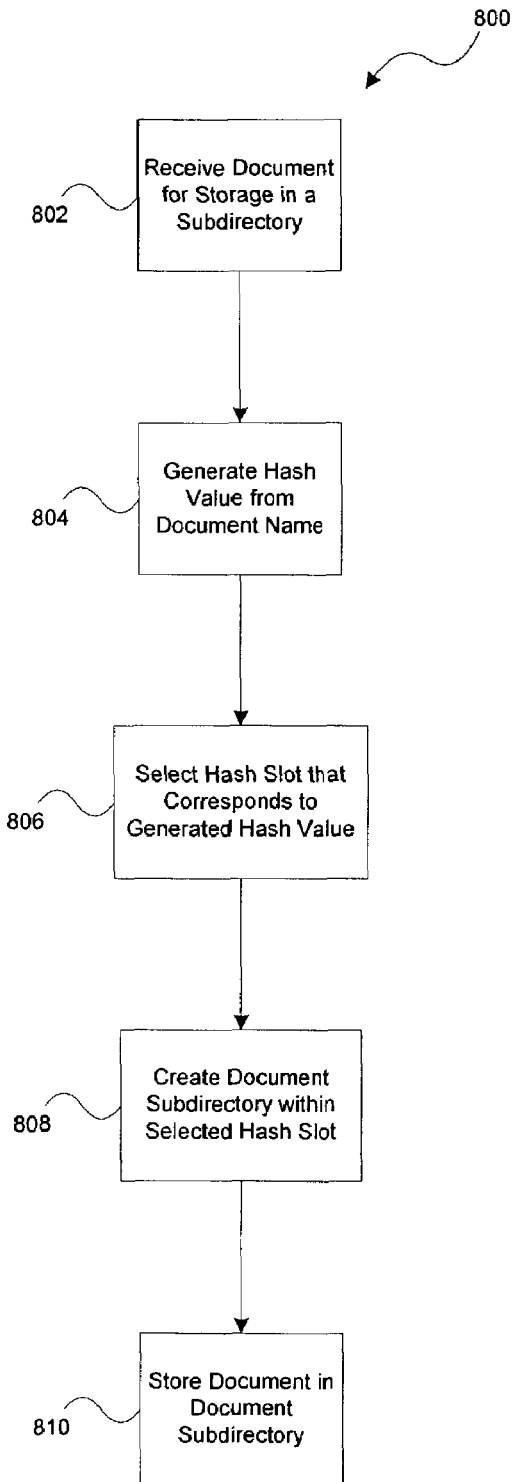 800
Receive Document
for Storage in a
Subdirectory
802
Generate Hash
Value from
Document Name
804
Select Hash Slot that
Corresponds to
Generated Hash Value
806
Create Document
Subdirectory within
Selected Hash Slot
808
Store Document in
Document
Subdirectory
810